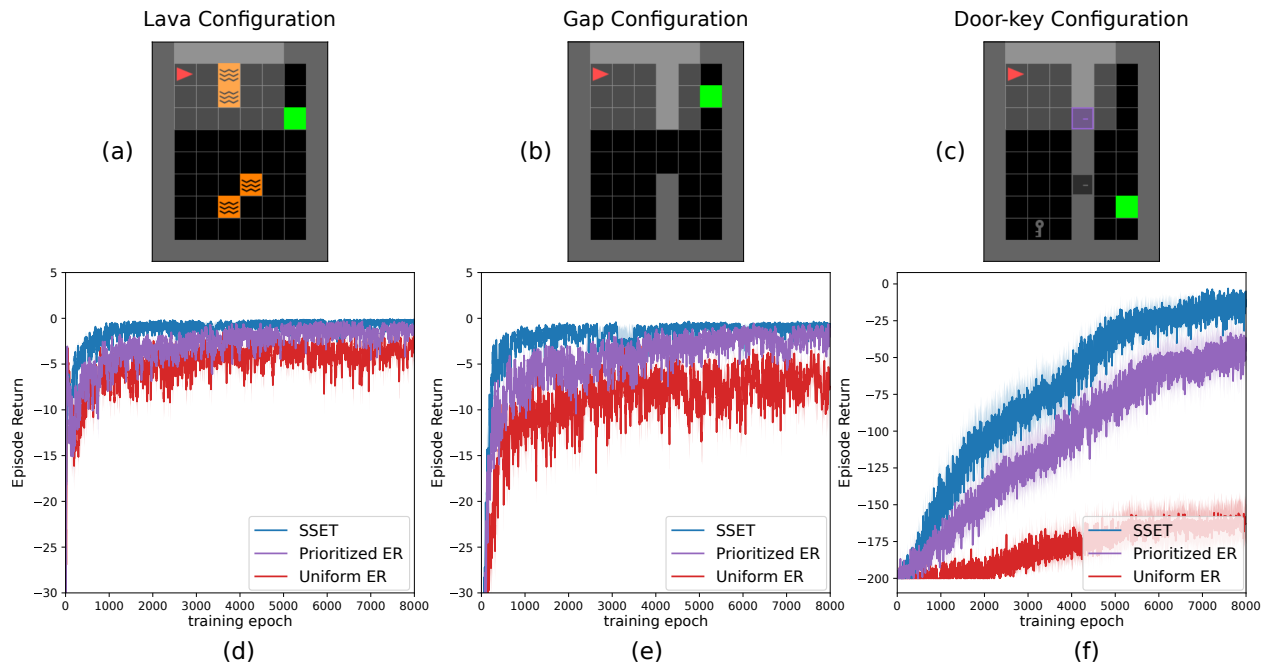 Lava Configuration
Gap Configuration
Door-key Configuration
(a)
(b)
(c)
5
0
−5
−10
−15
−20
−25
−30
Episode Return
0
1000
2000
3000
4000
5000
6000
7000
8000
training epoch
SSET
Prioritized ER
Uniform ER
(d)
5
0
−5
−10
−15
−20
−25
−30
Episode Return
0
1000
2000
3000
4000
5000
6000
7000
8000
training epoch
SSET
Prioritized ER
Uniform ER
(e)
0
−25
−50
−75
−100
−125
−150
−175
−200
Episode Return
0
1000
2000
3000
4000
5000
6000
7000
8000
training epoch
SSET
Prioritized ER
Uniform ER
(f)